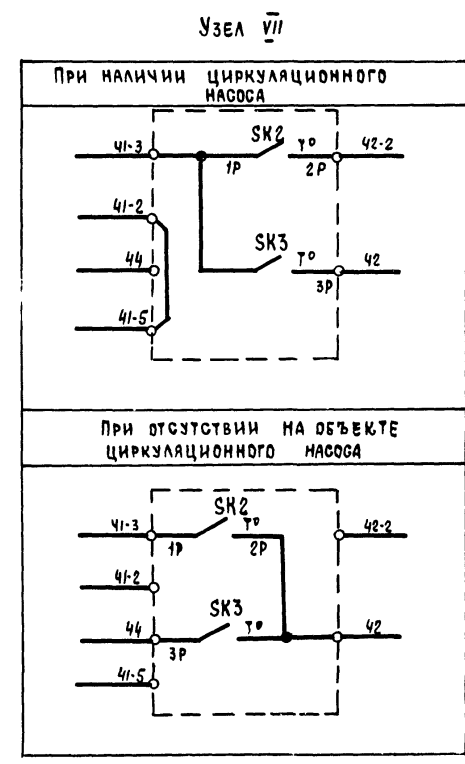 Узел VII
При наличии циркуляционного
насоса
41-3
SK2
T°
42-2
1P
2P
41-2
44
SK3
T°
42
3P
41-5
При отсутствии на объекте
циркуляционного насоса
SK2
41-3
T°
42-2
1P
2P
41-2
SK3
44
T°
42
3P
41-5